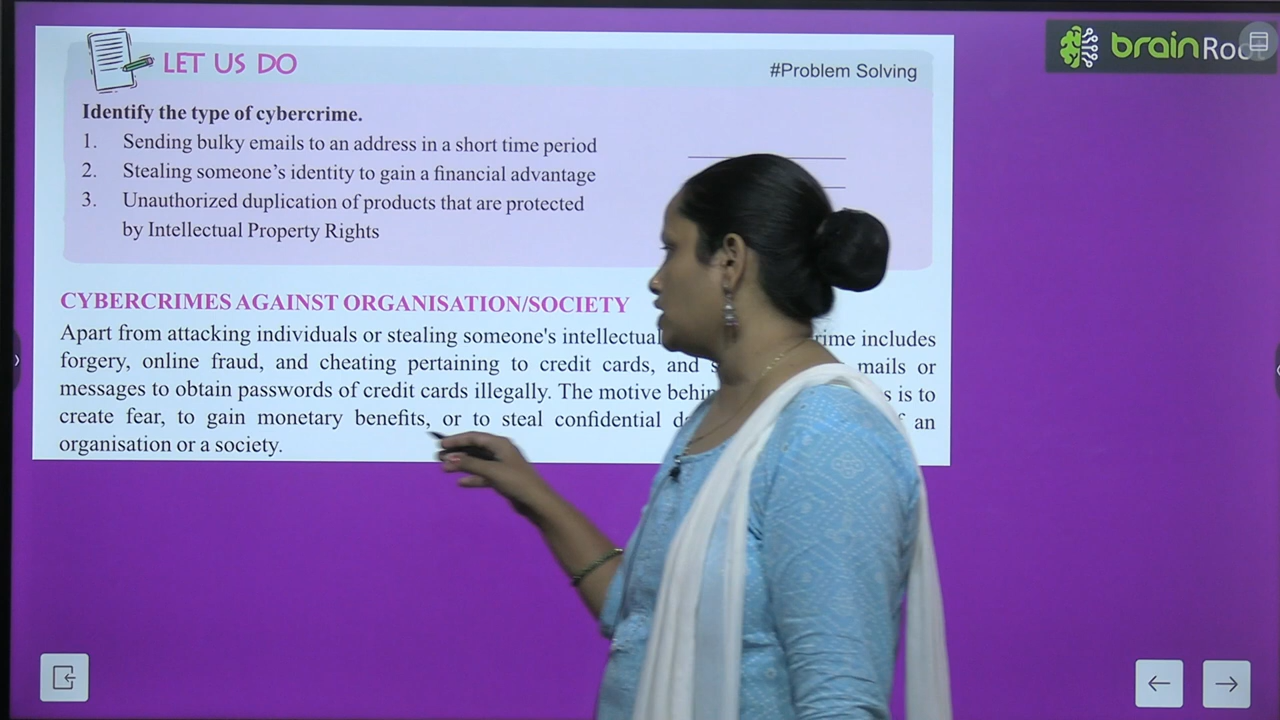 LET US DO
#Problem Solving
brainRo
Identify the type of cybercrime.
1. Sending bulky emails to an address in a short time period
2. Stealing someone's identity to gain a financial advantage
3. Unauthorized duplication of products that are protected
by Intellectual Property Rights
CYBERCRIMES AGAINST ORGANISATION/SOCIETY
Apart from attacking individuals or stealing someone's intellectual includes
forgery, online fraud, and cheating pertaining to credit cards, and mails or
messages to obtain passwords of credit cards illegally. The motive is to
create fear, to gain monetary benefits, or to steal confidential an
organisation or a society.